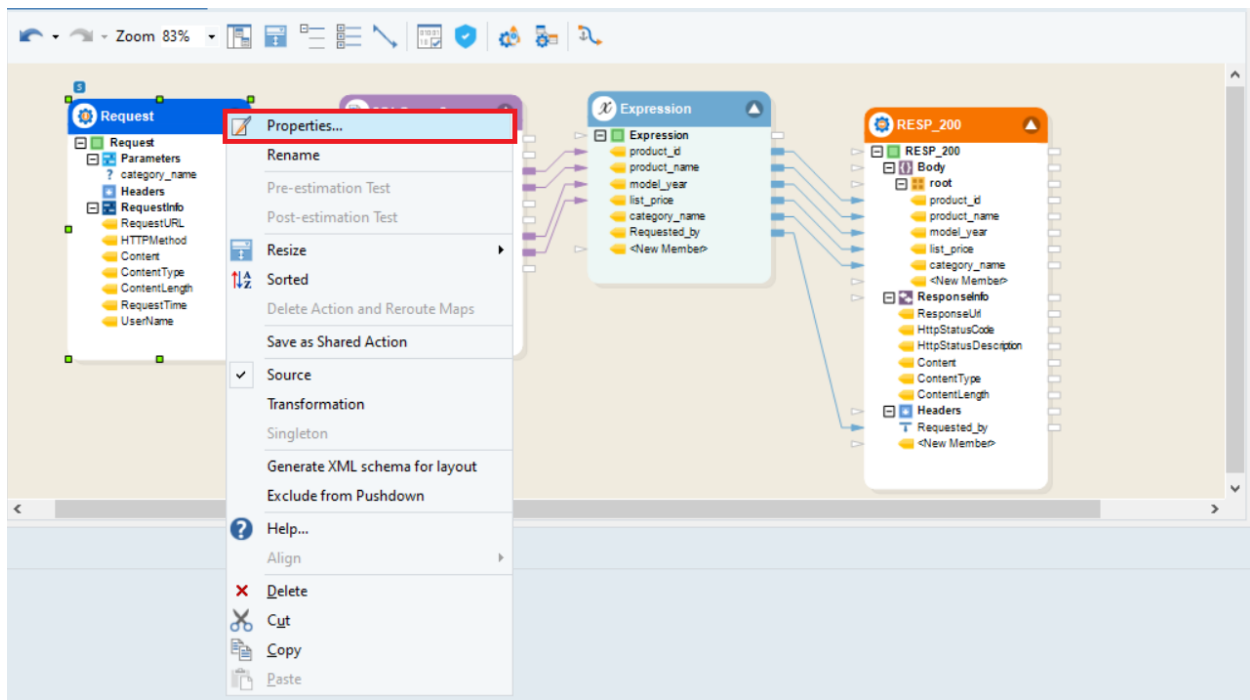 Zoom 83%
S
Request
Request
Parameters
? category_name
Headers
RequestInfo
RequestURL
HTTPMethod
Content
ContentType
ContentLength
RequestTime
UserName
Properties...
Rename
Pre-estimation Test
Post-estimation Test
Resize
Sorted
Delete Action and Reroute Maps
Save as Shared Action
Source
Transformation
Singleton
Generate XML schema for layout
Exclude from Pushdown
Help...
Align
Delete
Cut
Copy
Paste
Expression
Expression
product_id
product_name
model_year
list_price
category_name
Requested_by
<New Member>
RESP_200
RESP_200
Body
root
product_id
product_name
model_year
list_price
category_name
<New Member>
ResponseInfo
ResponseUrl
HttpStatusCode
HttpStatusDescription
Content
ContentType
ContentLength
Headers
Requested_by
<New Member>